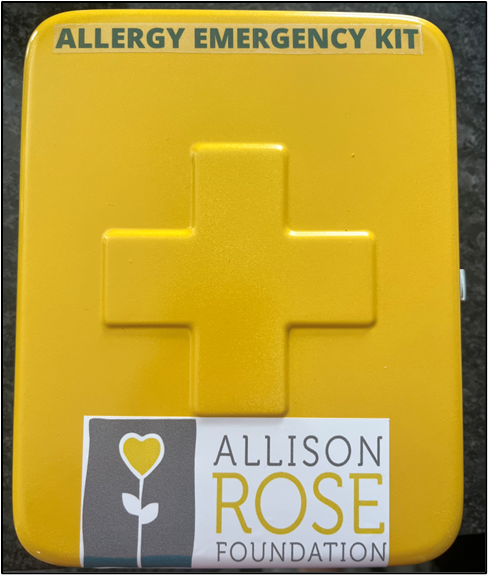 ALLERGY EMERGENCY KIT
ALLISON
ROSE
FOUNDATION